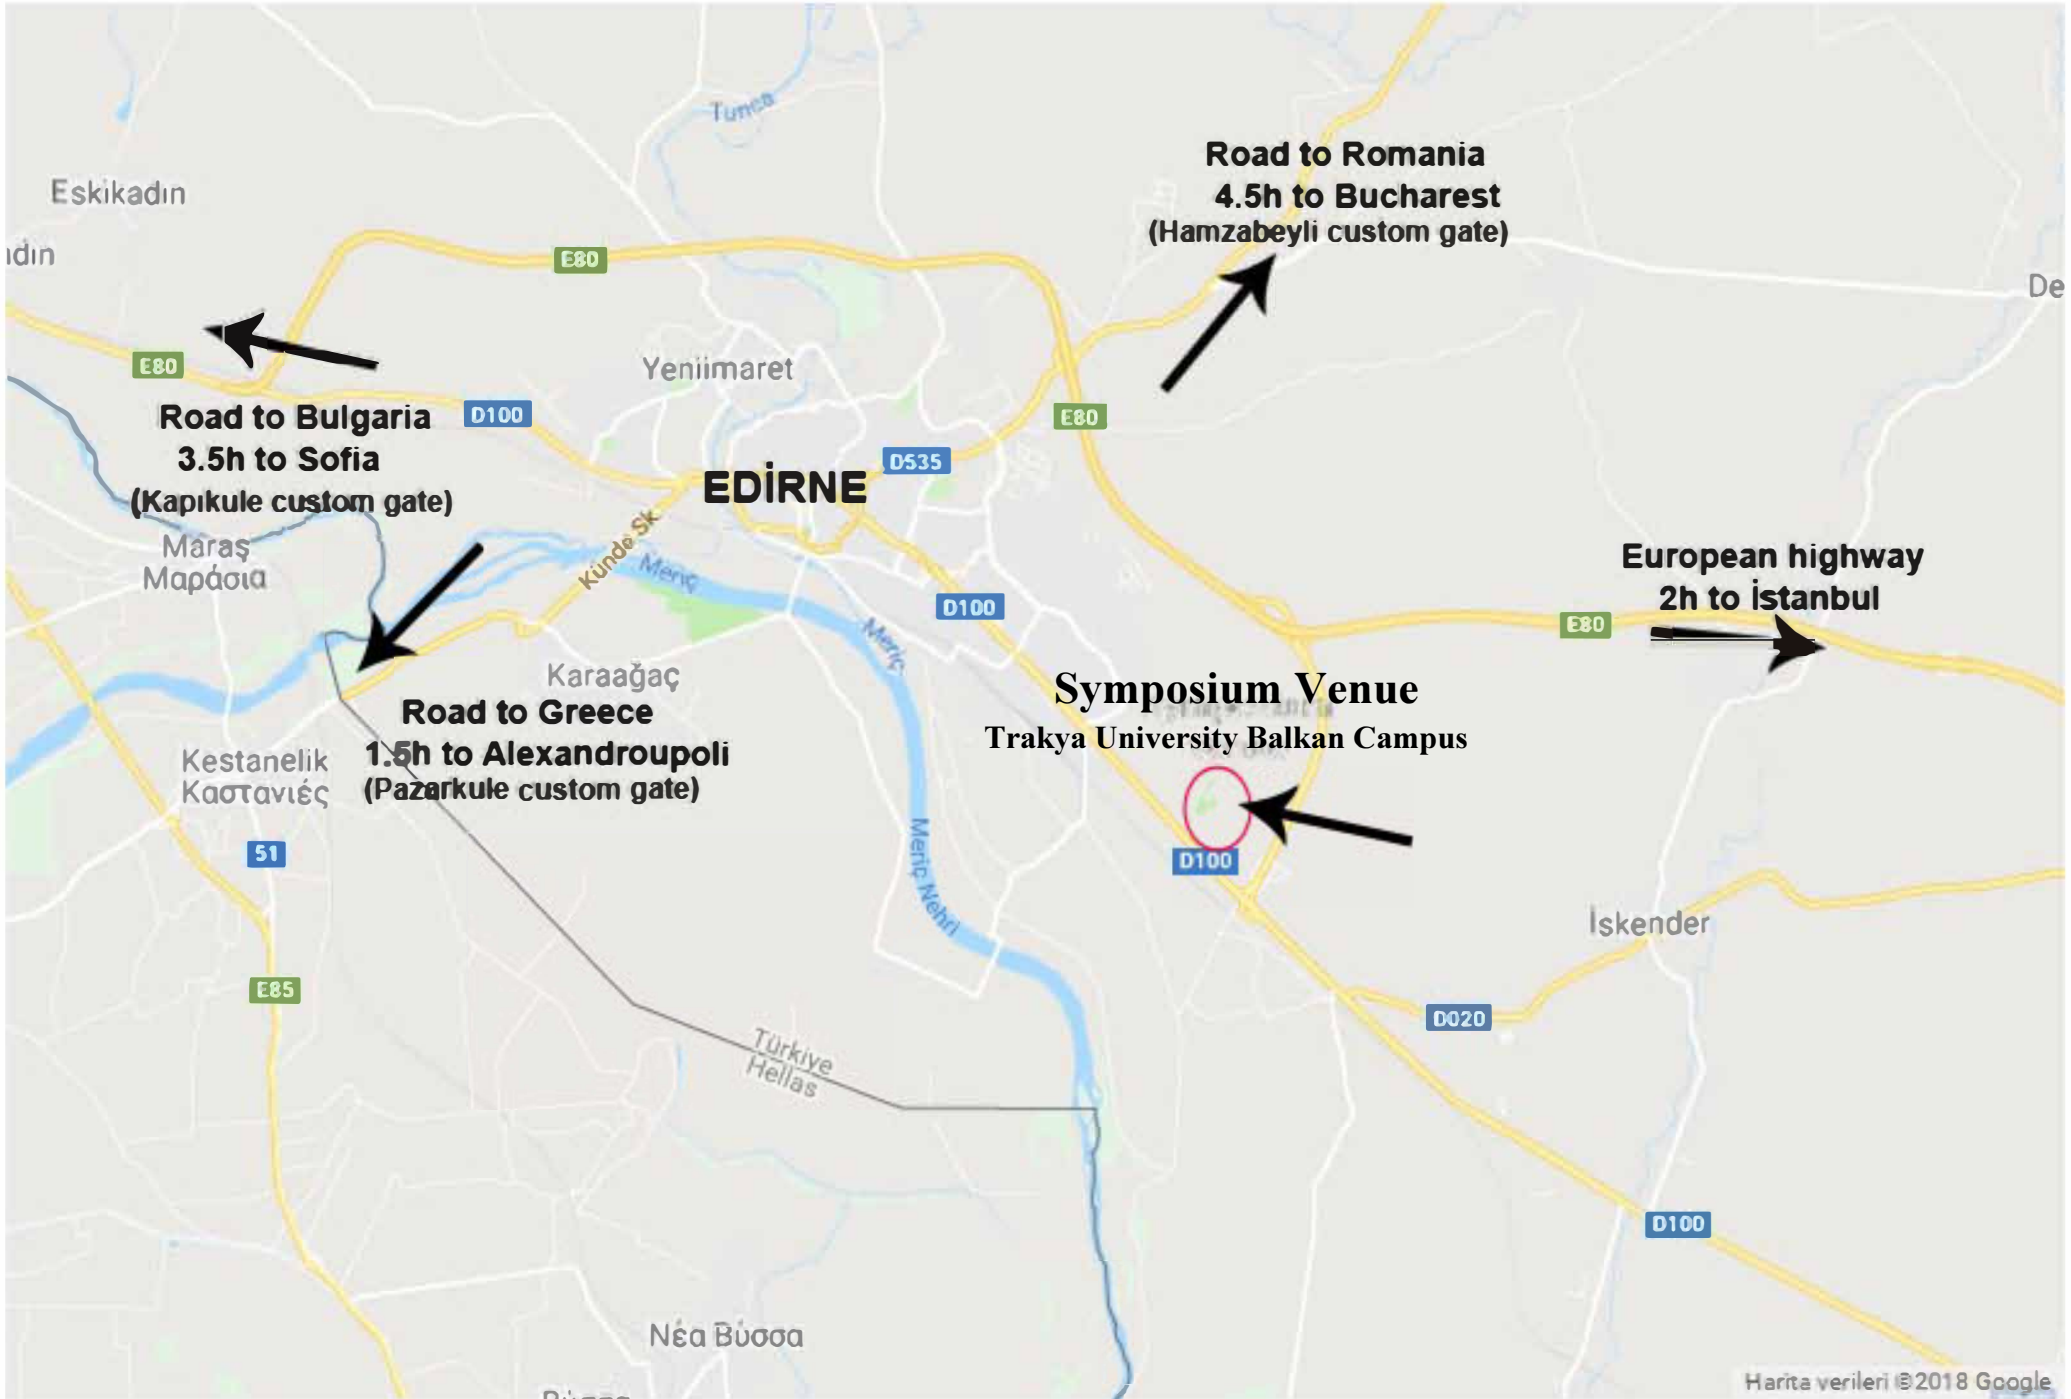 Tunca
Road to Romania
4.5h to Bucharest
(Hamzabeyli custom gate)
Eskikadın
E80
De
E80
Yeniimaret
Road to Bulgaria
3.5h to Sofia
(Kapıkule custom gate)
D100
E80
D535
EDİRNE
Maraş
Μαράσια
Meriç
D100
European highway
2h to İstanbul
E80
Meriç
Karaağaç
Symposium Venue
Trakya University Balkan Campus
Road to Greece
1.5h to Alexandroupoli
(Pazarkule custom gate)
Kestanelik
Καστανιές
51
D100
Meriç Nehri
İskender
E85
D020
Türkiye
Hellas
D100
Νέα Βύσσα
Harita verileri ©2018 Google